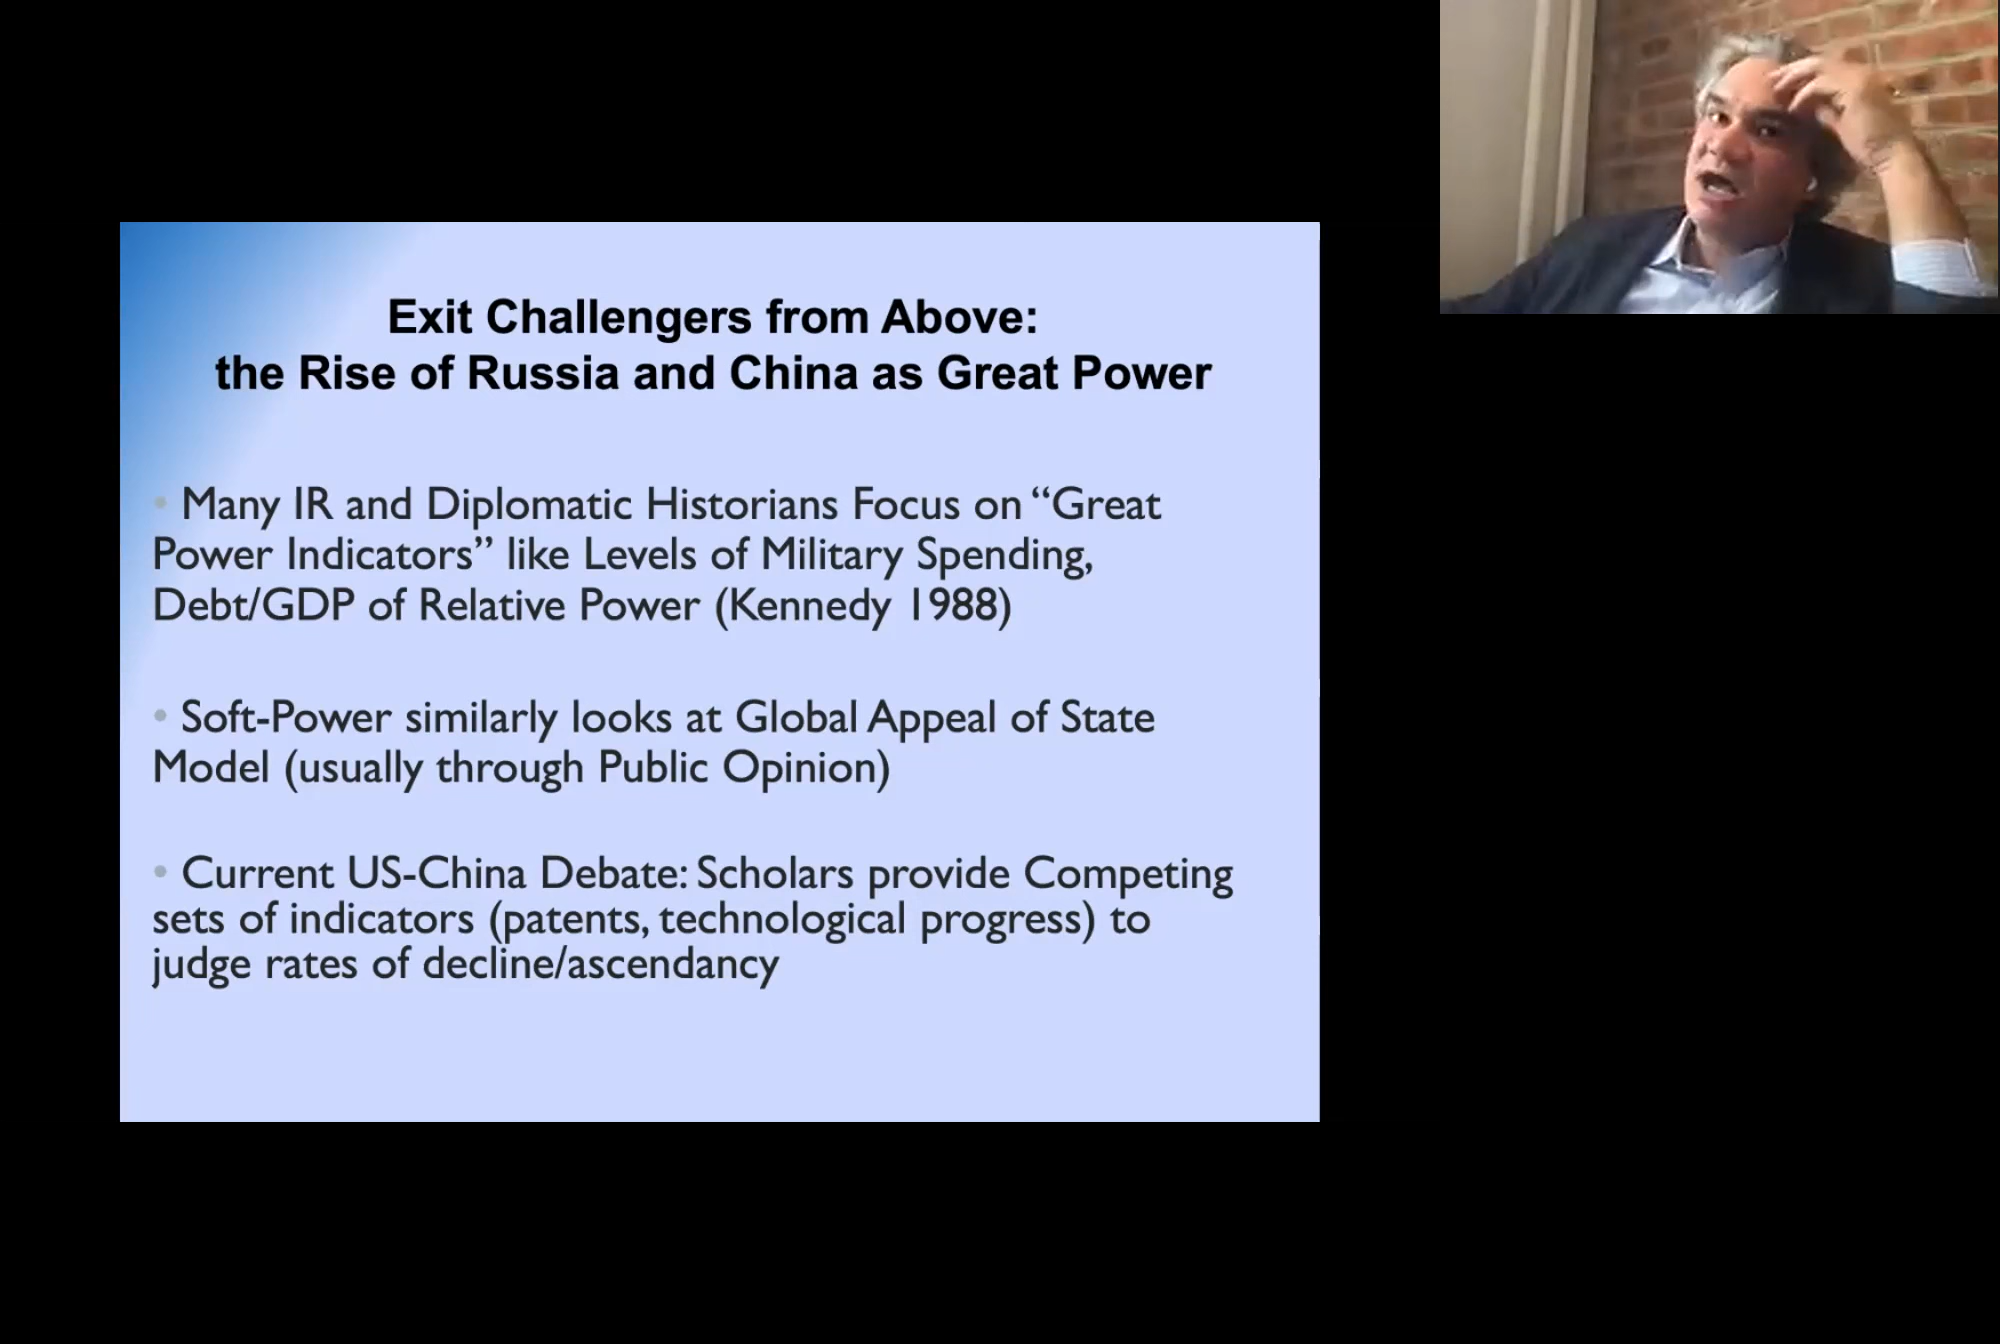 Exit Challengers from Above:
the Rise of Russia and China as Great Power
• Many IR and Diplomatic Historians Focus on “Great
Power Indicators” like Levels of Military Spending,
Debt/GDP of Relative Power (Kennedy 1988)
• Soft-Power similarly looks at Global Appeal of State
Model (usually through Public Opinion)
• Current US-China Debate: Scholars provide Competing
sets of indicators (patents, technological progress) to
judge rates of decline/ascendancy